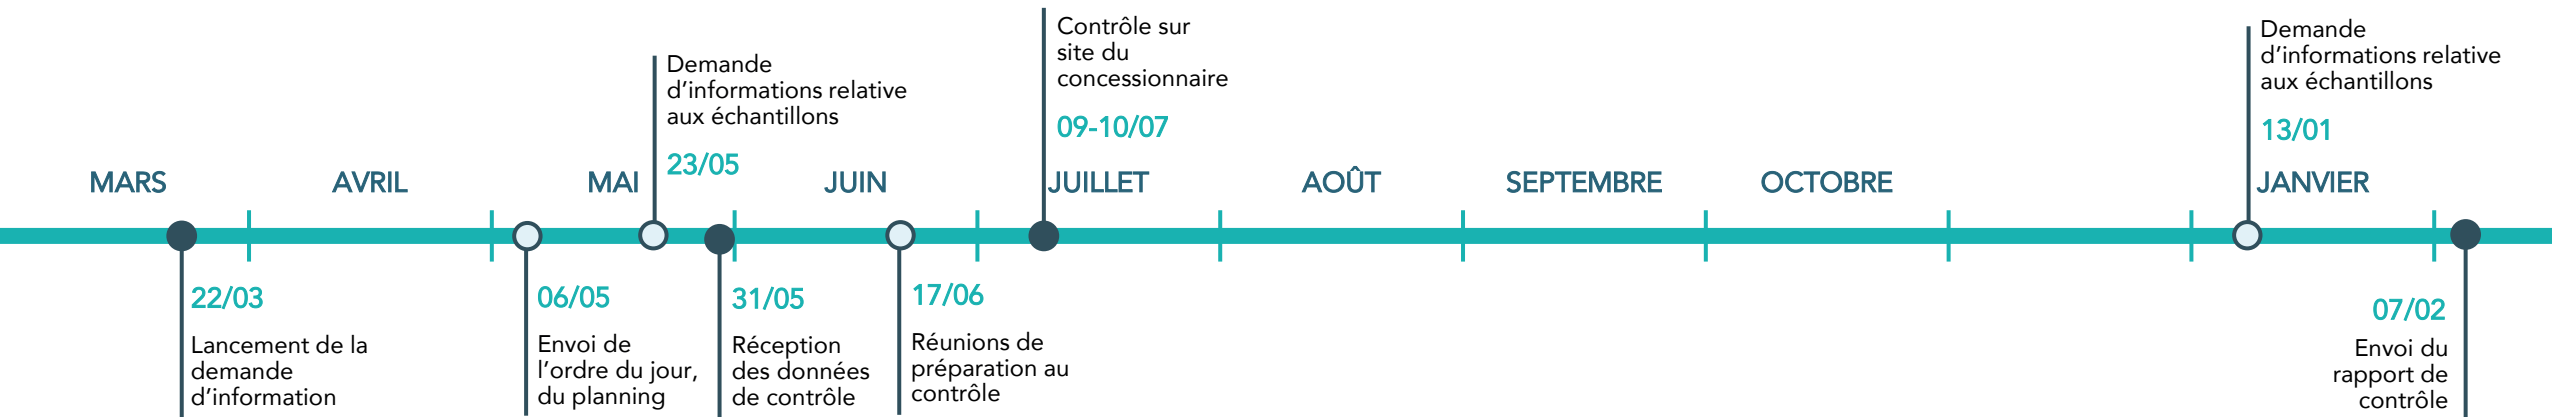 Contrôle sur
site du
concessionnaire
09-10/07
Demande
d'informations relative
aux échantillons
13/01
Demande
d'informations relative
aux échantillons
23/05
MARS
AVRIL
MAI
JUIN
JUILLET
AOÛT
SEPTEMBRE
OCTOBRE
JANVIER
22/03
Lancement de la
demande
d'information
06/05
Envoi de
l'ordre du jour,
du planning
31/05
Réception
des données
de contrôle
17/06
Réunions de
préparation au
contrôle
07/02
Envoi du
rapport de
contrôle